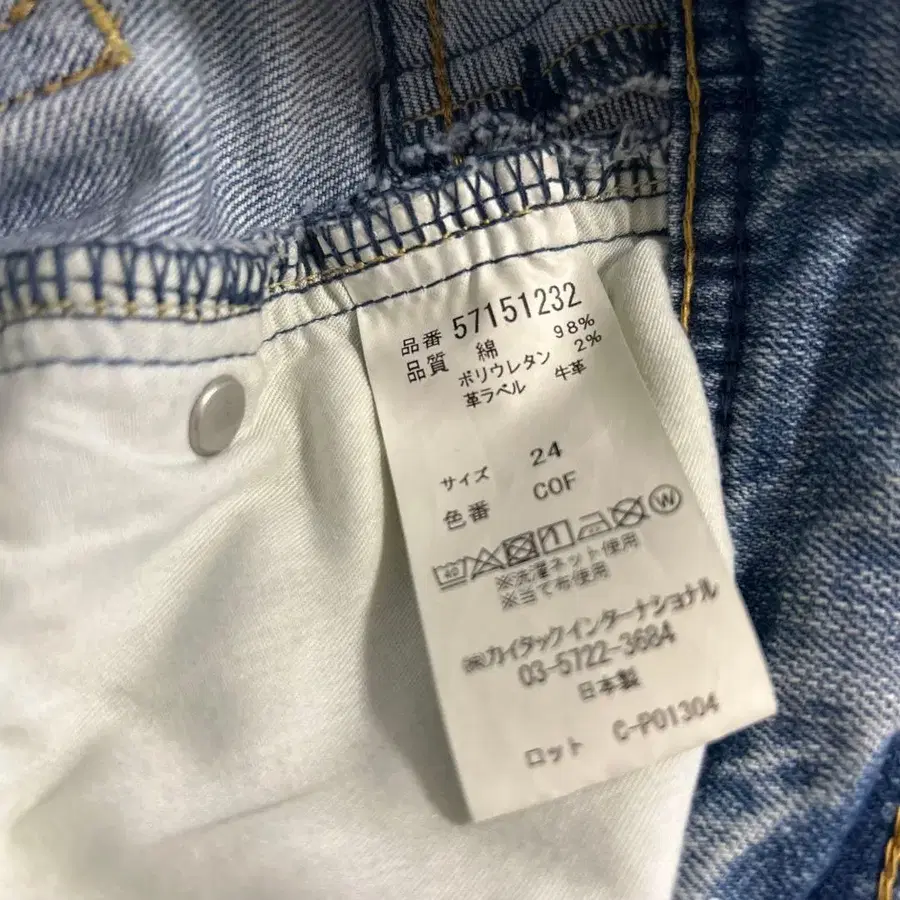 品番 57151232
品質 綿 98%
ポリウレタン 2%
革ラベル 牛革
サイズ 24
色番 COF
40 W
※洗濯ネット使用
※当て布使用
㈱カイタックインターナショナル
03-5722-3684
日本製
ロット C-P01304